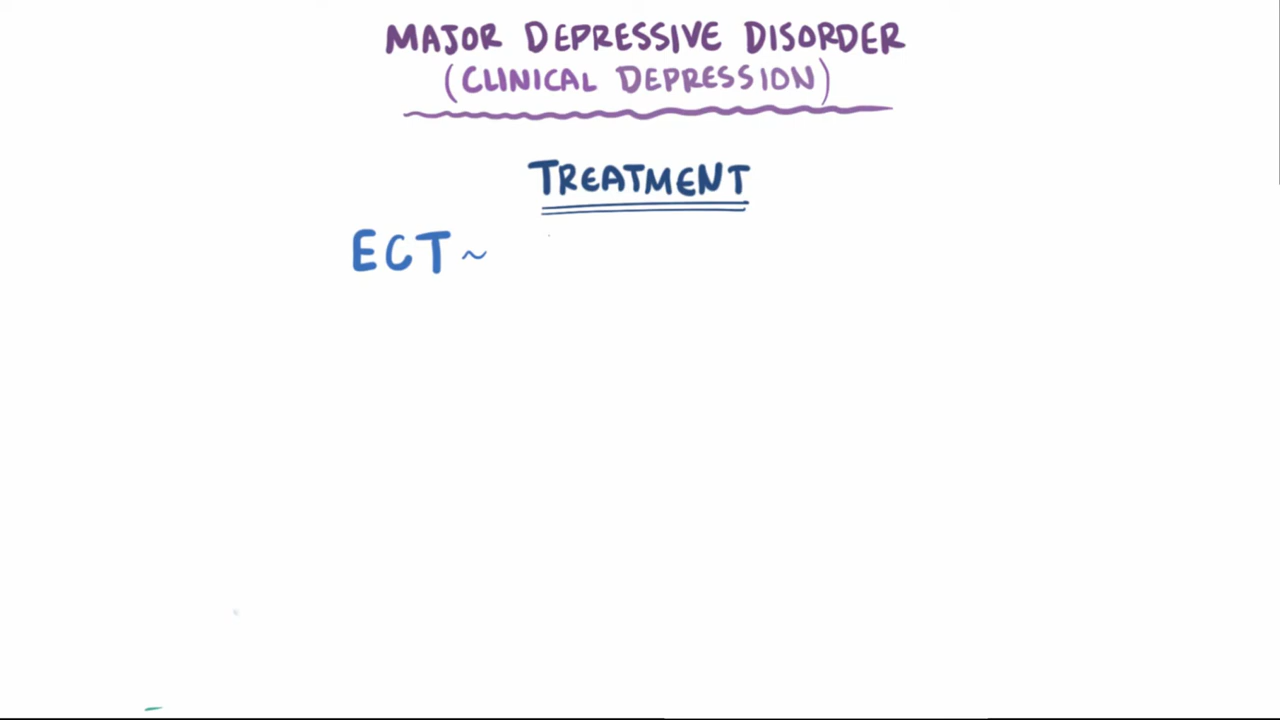 MAJOR DEPRESSIVE DISORDER
(CLINICAL DEPRESSION)
TREATMENT
ECT ~